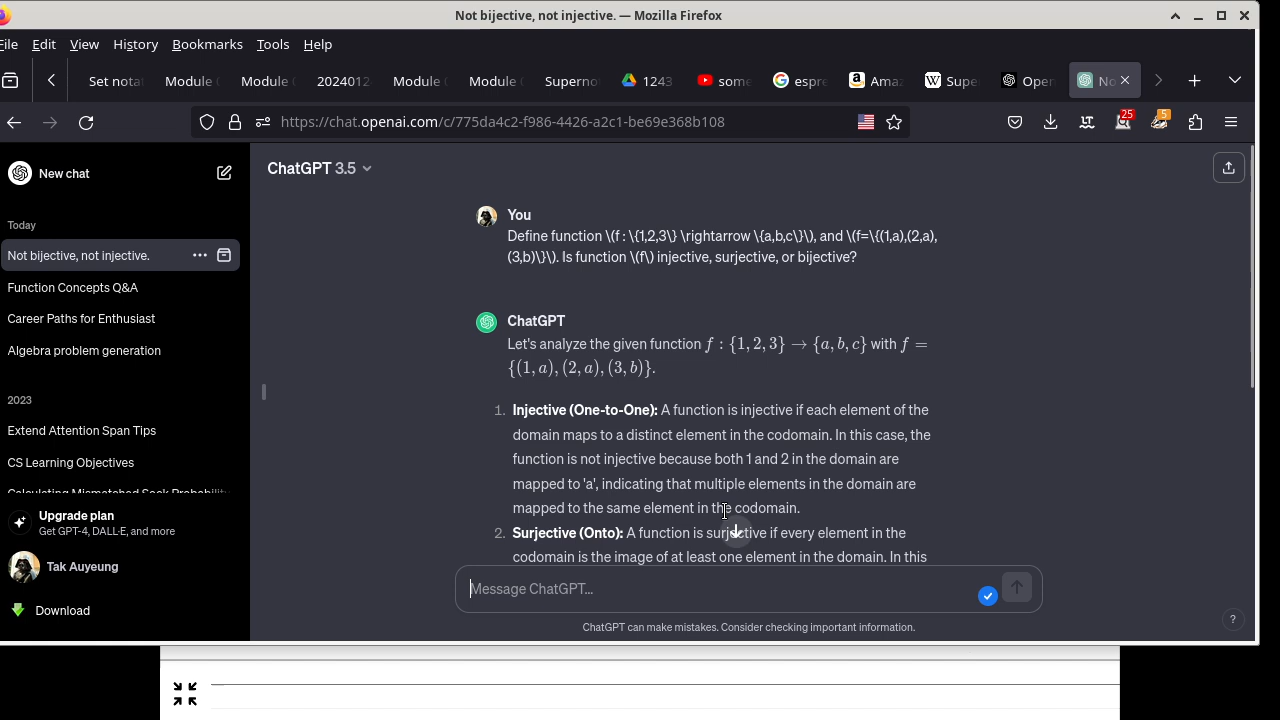 Not bijective, not injective. — Mozilla Firefox
File Edit View History Bookmarks Tools Help
Set nota Module Module 2024012 Module Module Superno 1243 some espre Amaz Supe Open No
https://chat.openai.com/c/775da4c2-f986-4426-a2c1-be69e368b108
25
5
New chat
ChatGPT 3.5
Today
Not bijective, not injective. •••
Function Concepts Q&A
Career Paths for Enthusiast
Algebra problem generation
2023
Extend Attention Span Tips
CS Learning Objectives
Calculating Mismatched Sock Probability
Upgrade plan
Get GPT-4, DALL·E, and more
Tak Auyeung
Download
You
Define function \(f : \{1,2,3\} \rightarrow \{a,b,c\}\), and \(f=\{(1,a),(2,a),
(3,b)\}\). Is function \(f\) injective, surjective, or bijective?
ChatGPT
Let's analyze the given function f : {1, 2, 3} → {a, b, c} with f =
{(1, a), (2, a), (3, b)}.
1. Injective (One-to-One): A function is injective if each element of the
domain maps to a distinct element in the codomain. In this case, the
function is not injective because both 1 and 2 in the domain are
mapped to 'a', indicating that multiple elements in the domain are
mapped to the same element in the codomain.
2. Surjective (Onto): A function is surjective if every element in the
codomain is the image of at least one element in the domain. In this
Message ChatGPT...
ChatGPT can make mistakes. Consider checking important information.
?